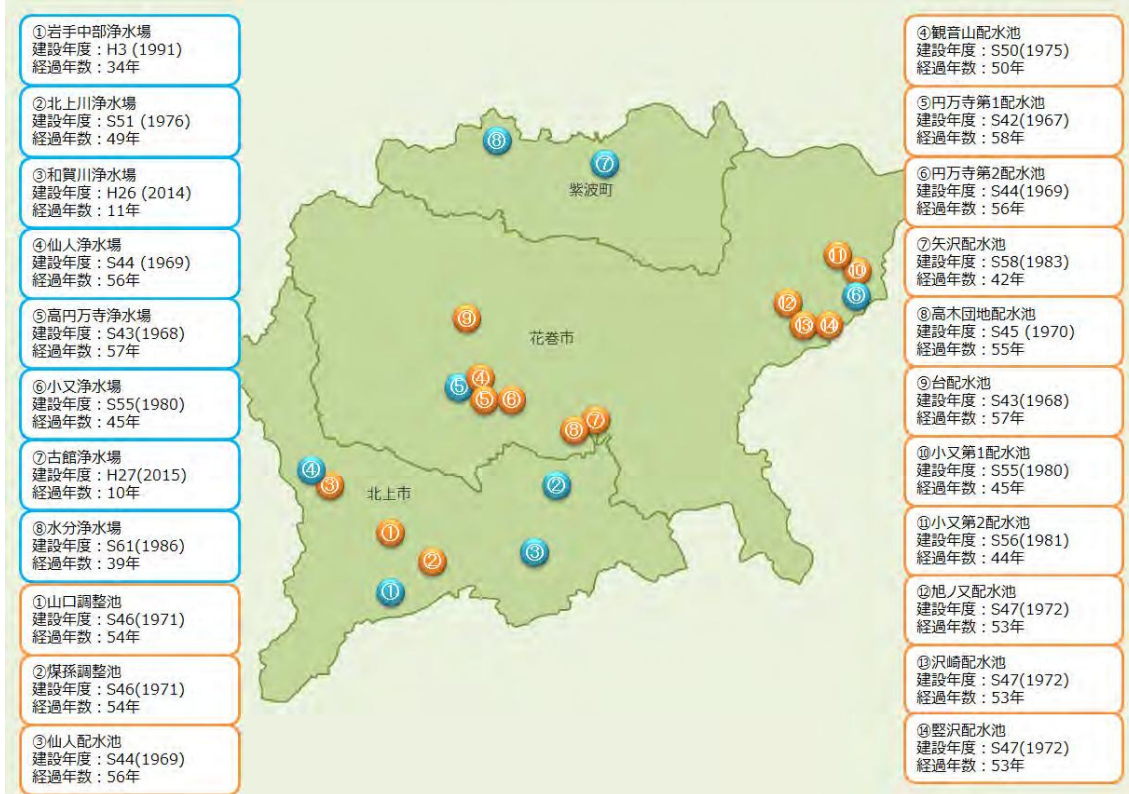 ①岩手中部浄水場
建設年度：H3 (1991)
経過年数：34年
②北上川浄水場
建設年度：S51 (1976)
経過年数：49年
③和賀川浄水場
建設年度：H26 (2014)
経過年数：11年
④仙人浄水場
建設年度：S44 (1969)
経過年数：56年
⑤高円万寺浄水場
建設年度：S43(1968)
経過年数：57年
⑥小又浄水場
建設年度：S55(1980)
経過年数：45年
⑦古館浄水場
建設年度：H27(2015)
経過年数：10年
⑧水分浄水場
建設年度：S61(1986)
経過年数：39年
①山口調整池
建設年度：S46(1971)
経過年数：54年
②煤孫調整池
建設年度：S46(1971)
経過年数：54年
③仙人配水池
建設年度：S44(1969)
経過年数：56年
⑧
⑦
紫波町
⑪
⑩
⑥
⑫
⑬
⑭
⑨
花巻市
④
⑤
⑤
⑥
⑦
⑧
④
③
北上市
②
①
②
③
①
④観音山配水池
建設年度：S50(1975)
経過年数：50年
⑤円万寺第1配水池
建設年度：S42(1967)
経過年数：58年
⑥円万寺第2配水池
建設年度：S44(1969)
経過年数：56年
⑦矢沢配水池
建設年度：S58(1983)
経過年数：42年
⑧高木団地配水池
建設年度：S45 (1970)
経過年数：55年
⑨台配水池
建設年度：S43(1968)
経過年数：57年
⑩小又第1配水池
建設年度：S55(1980)
経過年数：45年
⑪小又第2配水池
建設年度：S56(1981)
経過年数：44年
⑫旭ノ又配水池
建設年度：S47(1972)
経過年数：53年
⑬沢崎配水池
建設年度：S47(1972)
経過年数：53年
⑭竪沢配水池
建設年度：S47(1972)
経過年数：53年